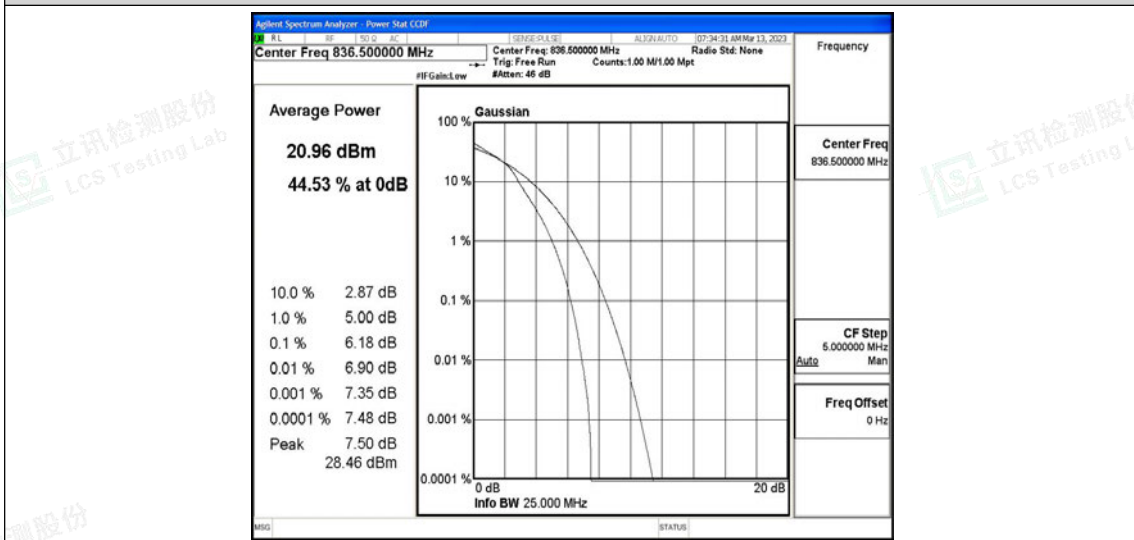 Agilent Spectrum Analyzer - Power Stat CCDF
RL RF 50 Ω AC SENSE:PULSE ALIGN AUTO 07:34:31 AM Mar 13, 2023
Center Freq 836.500000 MHz
Center Freq: 836.500000 MHz Radio Std: None
Trig: Free Run Counts:1.00 M/1.00 Mpt
#IFGain:Low #Atten: 46 dB
Frequency
Average Power
20.96 dBm
44.53 % at 0dB
10.0 % 2.87 dB
1.0 % 5.00 dB
0.1 % 6.18 dB
0.01 % 6.90 dB
0.001 % 7.35 dB
0.0001 % 7.48 dB
Peak 7.50 dB
28.46 dBm
Gaussian
100 %
10 %
1 %
0.1 %
0.01 %
0.001 %
0.0001 %
0 dB 20 dB
Info BW 25.000 MHz
Center Freq
836.500000 MHz
CF Step
5.000000 MHz
Auto Man
Freq Offset
0 Hz
MSG STATUS
立讯检测股份
LCS Testing Lab
立讯检测股份
LCS Testing L
测股份